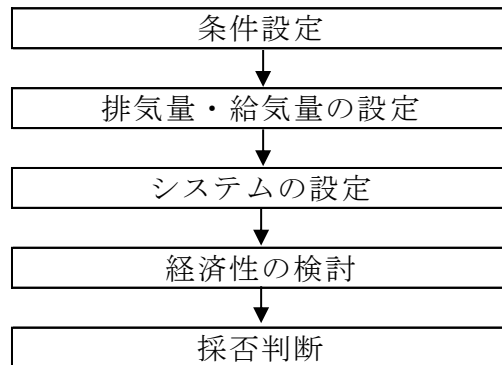 条件設定
排気量・給気量の設定
システムの設定
経済性の検討
採否判断